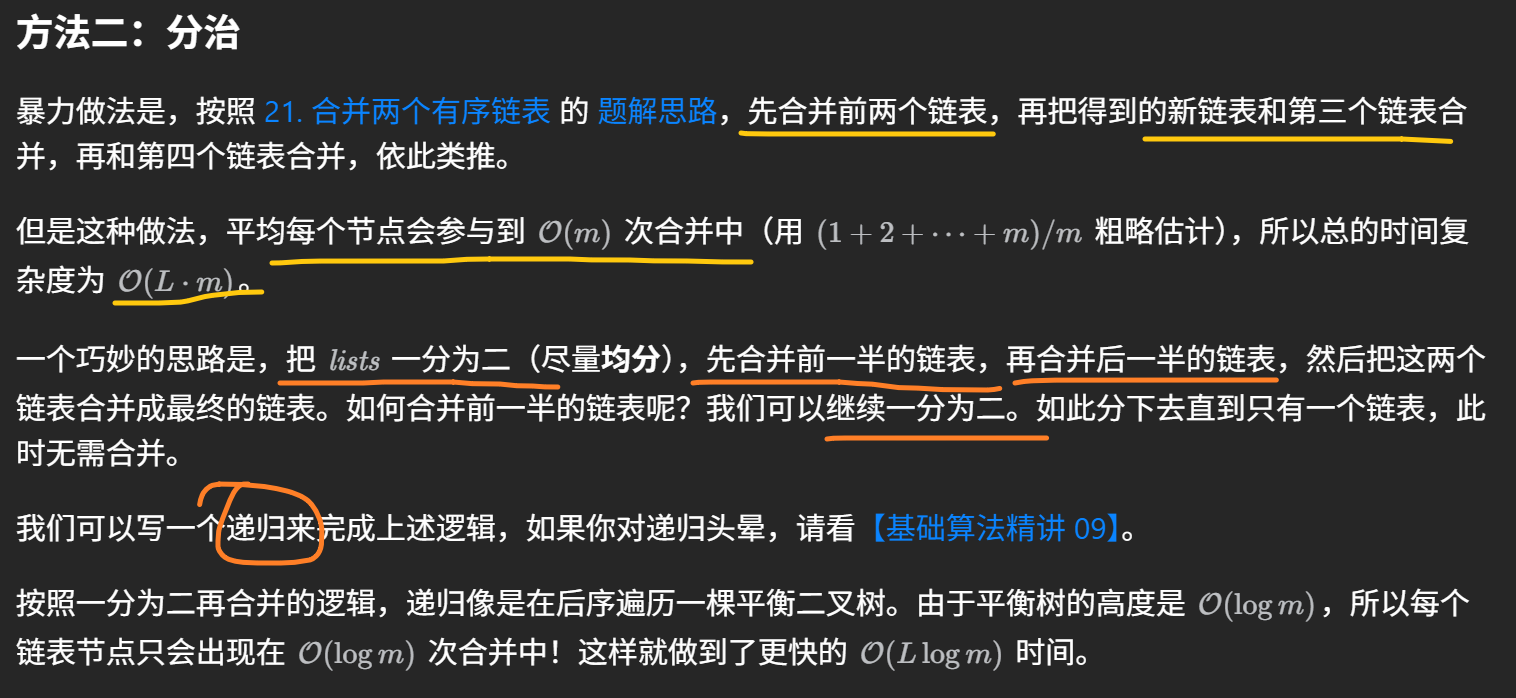 方法二：分治
暴力做法是，按照 21. 合并两个有序链表 的 题解思路，先合并前两个链表，再把得到的新链表和第三个链表合
并，再和第四个链表合并，依此类推。
但是这种做法，平均每个节点会参与到 O(m) 次合并中（用 (1 + 2 + ⋯ + m)/m 粗略估计），所以总的时间复
杂度为 O(L · m)。
一个巧妙的思路是，把 lists 一分为二（尽量均分），先合并前一半的链表，再合并后一半的链表，然后把这两个
链表合并成最终的链表。如何合并前一半的链表呢？我们可以继续一分为二。如此分下去直到只有一个链表，此
时无需合并。
我们可以写一个递归来完成上述逻辑，如果你对递归头晕，请看【基础算法精讲 09】。
按照一分为二再合并的逻辑，递归像是在后序遍历一棵平衡二叉树。由于平衡树的高度是 O(log m)，所以每个
链表节点只会出现在 O(log m) 次合并中！这样就做到了更快的 O(L log m) 时间。